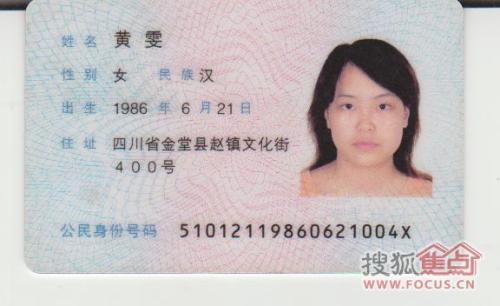 姓名 黄雯
性别 女 民族 汉
出生 1986 年 6 月 21 日
住址 四川省金堂县赵镇文化街
400号
公民身份号码 51012119860621004X
搜狐焦点
WWW.FOCUS.CN